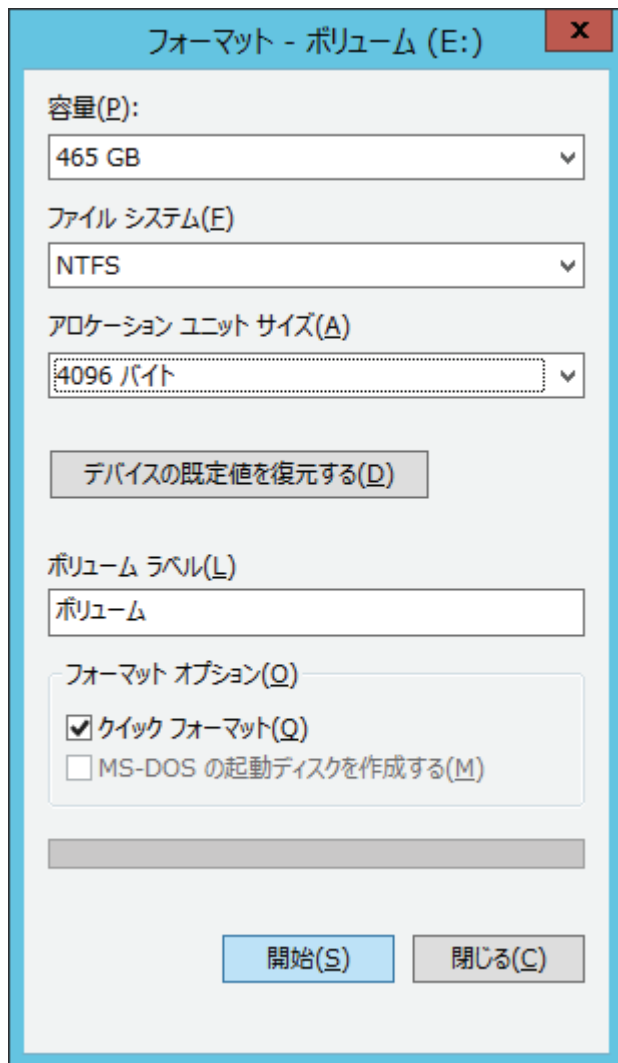 フォーマット - ボリューム (E:)
x
容量(P):
465 GB
ファイル システム(F)
NTFS
アロケーション ユニット サイズ(A)
4096 バイト
デバイスの既定値を復元する(D)
ボリューム ラベル(L)
ボリューム
フォーマット オプション(O)
クイック フォーマット(Q)
MS-DOS の起動ディスクを作成する(M)
開始(S)
閉じる(C)